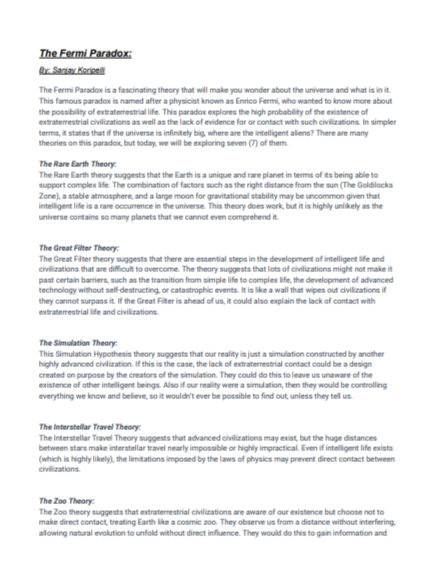 The Fermi Paradox:
By: Sanjay Koripelli
The Fermi Paradox is a fascinating theory that will make you wonder about the universe and what is in it.
This famous paradox is named after a physicist known as Enrico Fermi, who wanted to know more about
the possibility of extraterrestrial life. This paradox explores the high probability of the existence of
extraterrestrial civilizations as well as the lack of evidence for or contact with such civilizations. In simpler
terms, it states that if the universe is infinitely big, where are the intelligent aliens? There are many
theories on this paradox, but today, we will be exploring seven (7) of them.
The Rare Earth Theory:
The Rare Earth theory suggests that the Earth is a unique and rare planet in terms of its being able to
support complex life. The combination of factors such as the right distance from the sun (The Goldilocks
Zone), a stable atmosphere, and a large moon for gravitational stability may be uncommon given that
intelligent life is a rare occurrence in the universe. This theory does work, but it is highly unlikely as the
universe contains so many planets that we cannot even comprehend it.
The Great Filter Theory:
The Great Filter theory suggests that there are essential steps in the development of intelligent life and
civilizations that are difficult to overcome. The theory suggests that lots of civilizations might not make it
past certain barriers, such as the transition from simple life to complex life, the development of advanced
technology without self-destructing, or catastrophic events. It is like a wall that wipes out civilizations if
they cannot surpass it. If the Great Filter is ahead of us, it could also explain the lack of contact with
extraterrestrial life and civilizations.
The Simulation Theory:
This Simulation Hypothesis theory suggests that our reality is just a simulation constructed by another
highly advanced civilization. If this is the case, the lack of extraterrestrial contact could be a design
created on purpose by the creators of the simulation. They could do this to leave us unaware of the
existence of other intelligent beings. Also if our reality were a simulation, then they would be controlling
everything we know and believe, so it wouldn't ever be possible to find out, unless they tell us.
The Interstellar Travel Theory:
The Interstellar Travel Theory suggests that advanced civilizations may exist, but the huge distances
between stars make interstellar travel nearly impossible or highly impractical. Even if intelligent life exists
(which is highly likely), the limitations imposed by the laws of physics may prevent direct contact between
civilizations.
The Zoo Theory:
The Zoo theory suggests that extraterrestrial civilizations are aware of our existence but choose not to
make direct contact, treating Earth like a cosmic zoo. They observe us from a distance without interfering,
allowing natural evolution to unfold without direct influence. They would do this to gain information and